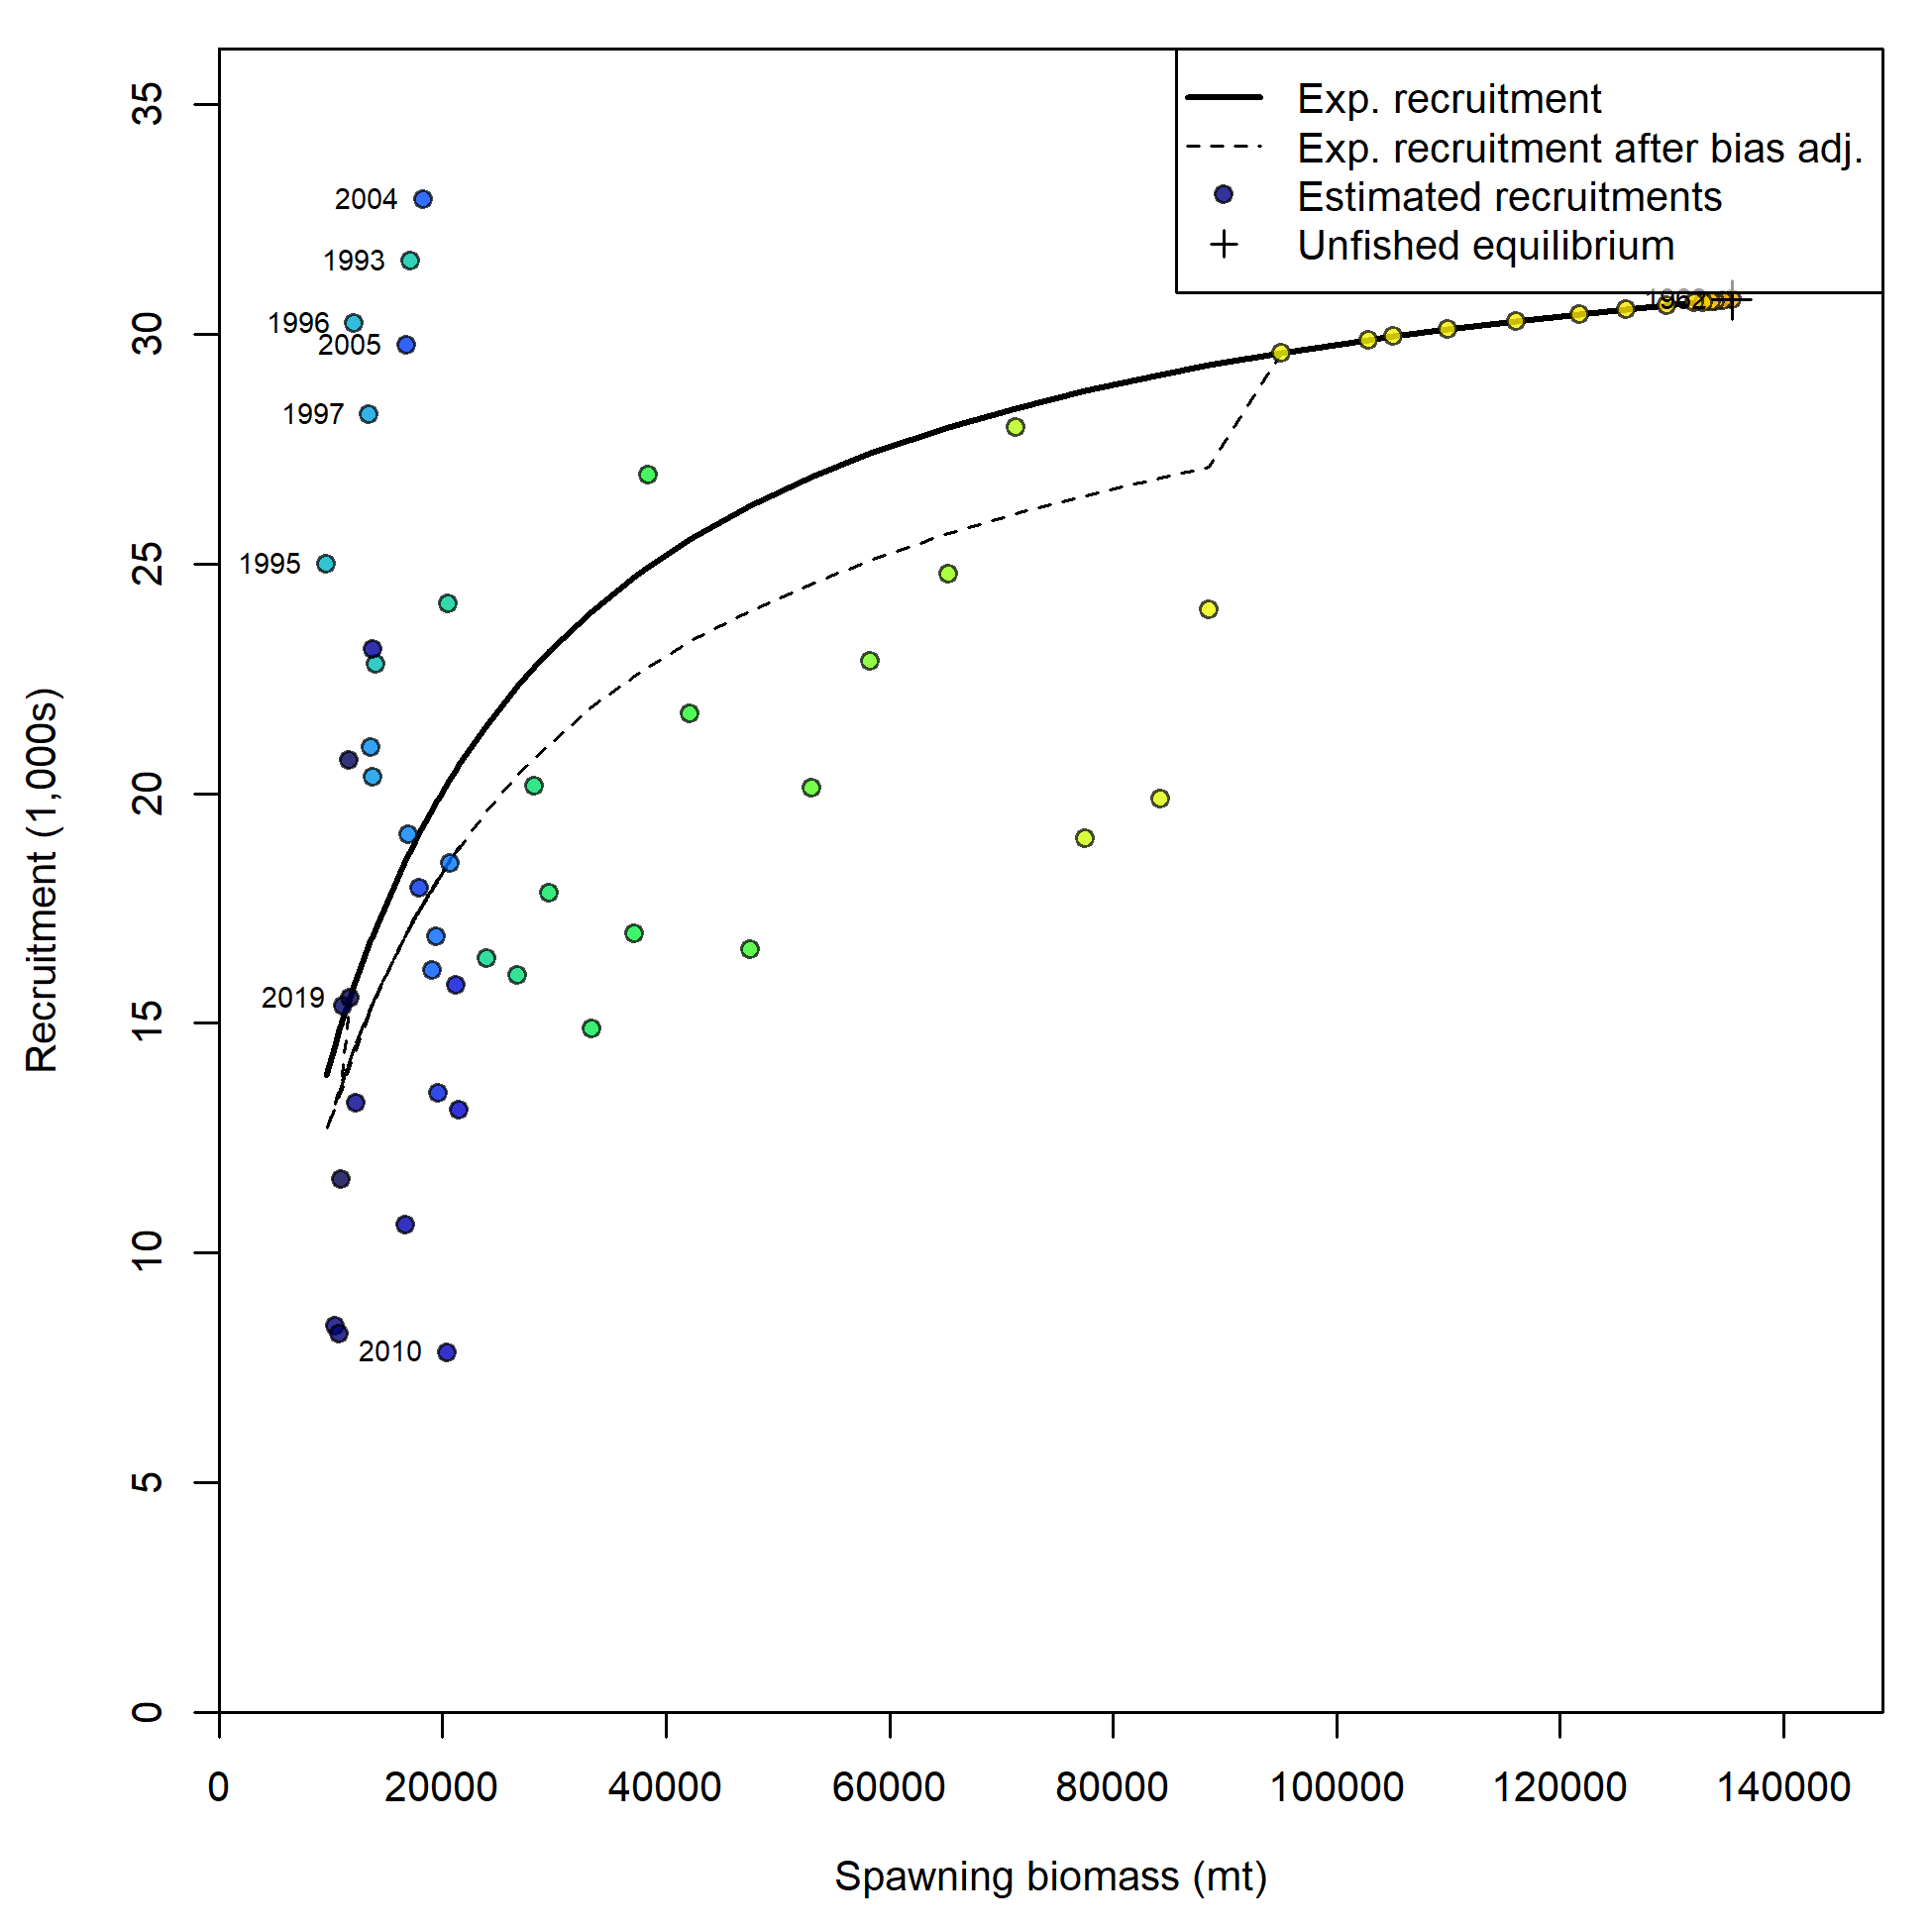 Exp. recruitment
Exp. recruitment after bias adj.
Estimated recruitments
Unfished equilibrium
35
30
25
20
15
10
5
0
2004
1993
1996
2005
1997
1995
2019
2010
Recruitment (1,000s)
0 20000 40000 60000 80000 100000 120000 140000
Spawning biomass (mt)